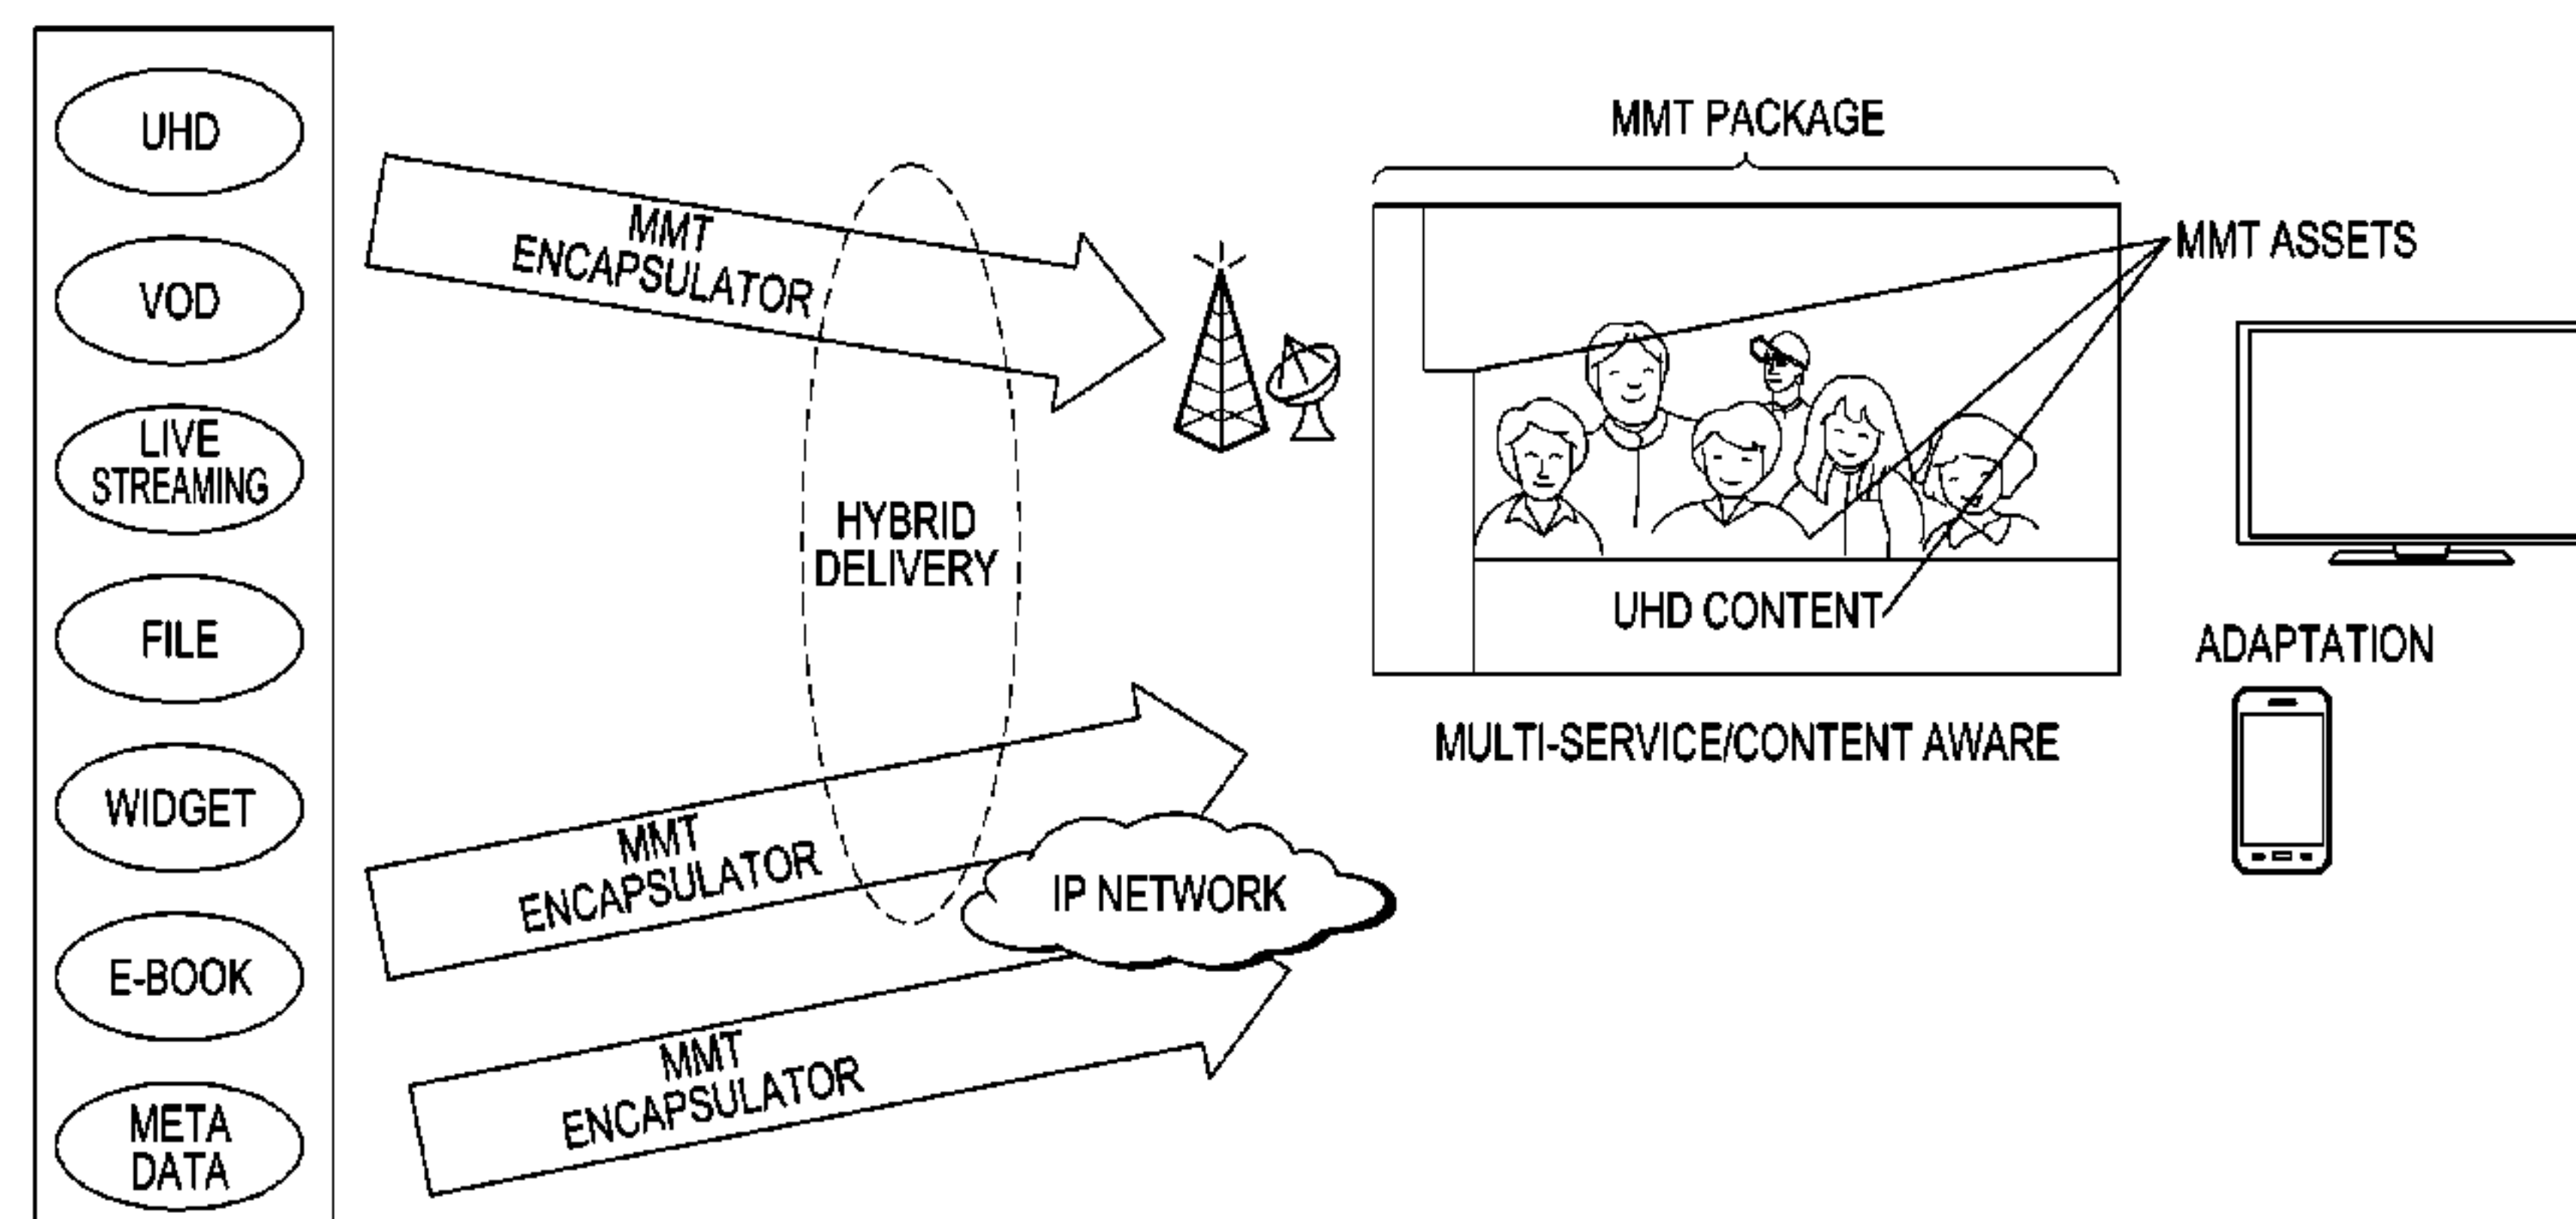 UHD
VOD
LIVE
STREAMING
FILE
WIDGET
E-BOOK
META
DATA
MMT
ENCAPSULATOR
HYBRID
DELIVERY
MMT
ENCAPSULATOR
MMT
ENCAPSULATOR
IP NETWORK
MMT PACKAGE
MMT ASSETS
UHD CONTENT
MULTI-SERVICE/CONTENT AWARE
ADAPTATION